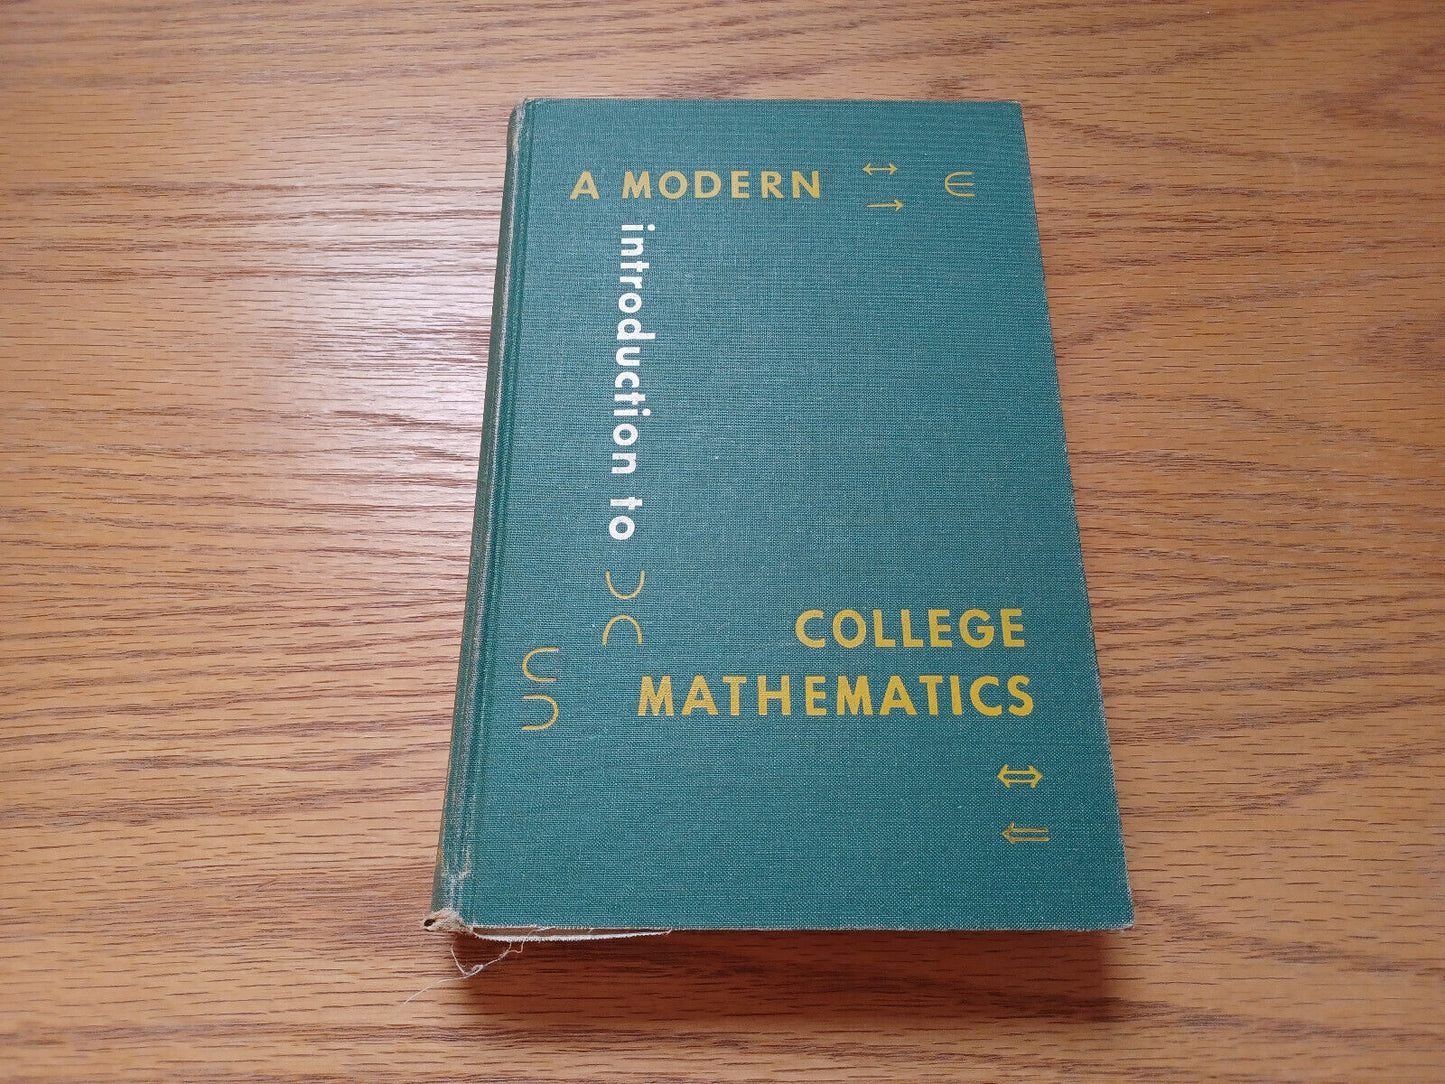 A MODERN ↔ ∈
→
introduction to
∪
∩
⊂
⊃
COLLEGE
MATHEMATICS
⇔
⇐